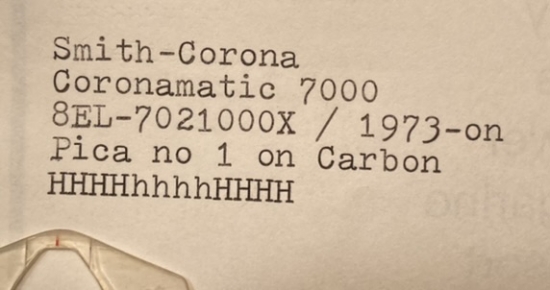 Smith-Corona
Coronamatic 7000
8EL-7021000X / 1973-on
Pica no 1 on Carbon
HHHHhhhhHHHH